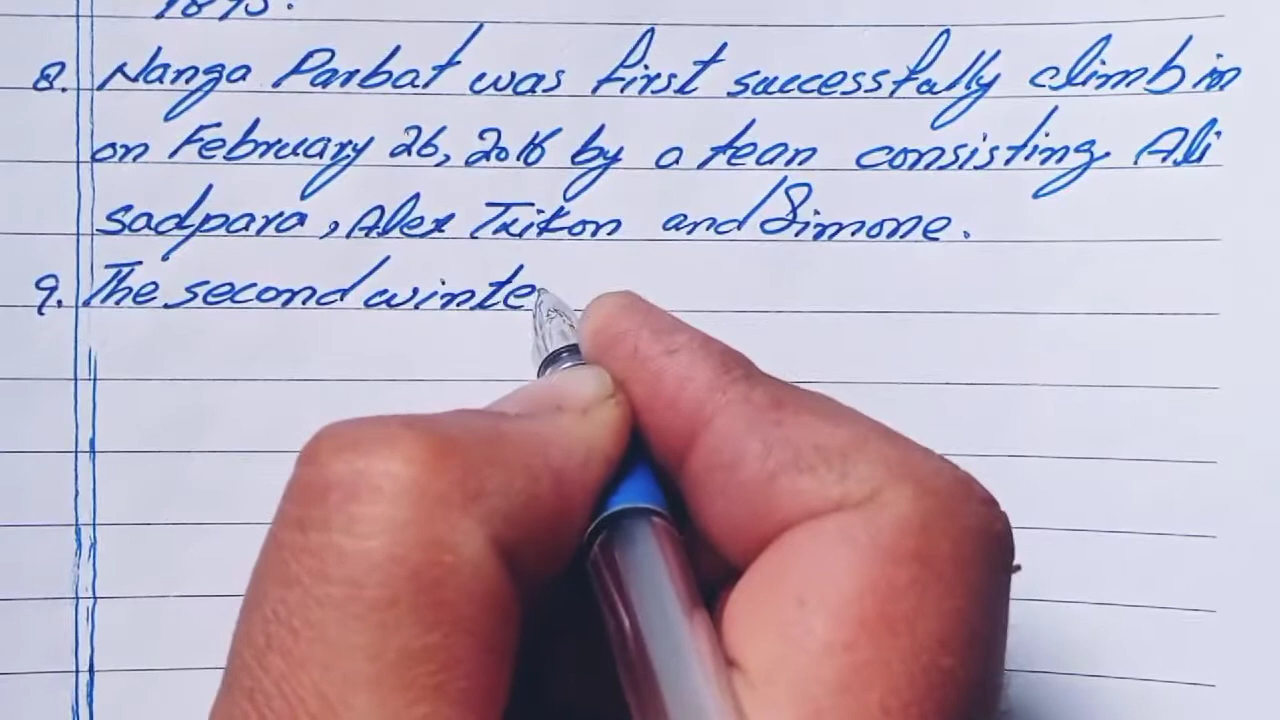 1895.
8. Nanga Parbat was first successfully climb in
on February 26, 2016 by a tean consisting Ali
sadpara, Alex Txikon and Simone.
9. The second winte